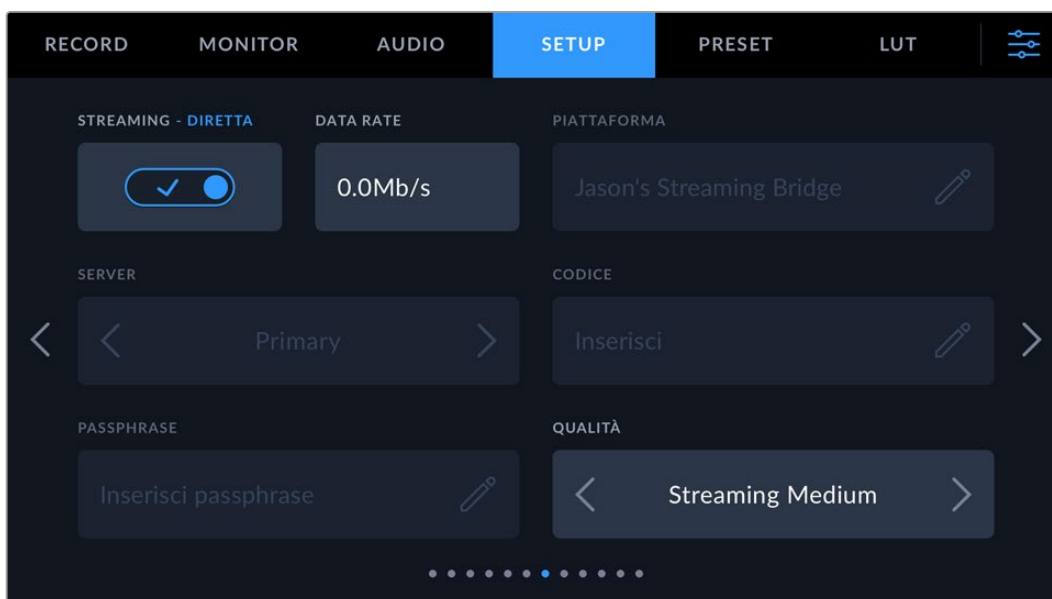 RECORD MONITOR AUDIO SETUP PRESET LUT
STREAMING - DIRETTA DATA RATE PIATTAFORMA
0.0Mb/s Jason's Streaming Bridge
SERVER CODICE
Primary Inserisci
PASSPHRASE QUALITÀ
Inserisci passphrase Streaming Medium